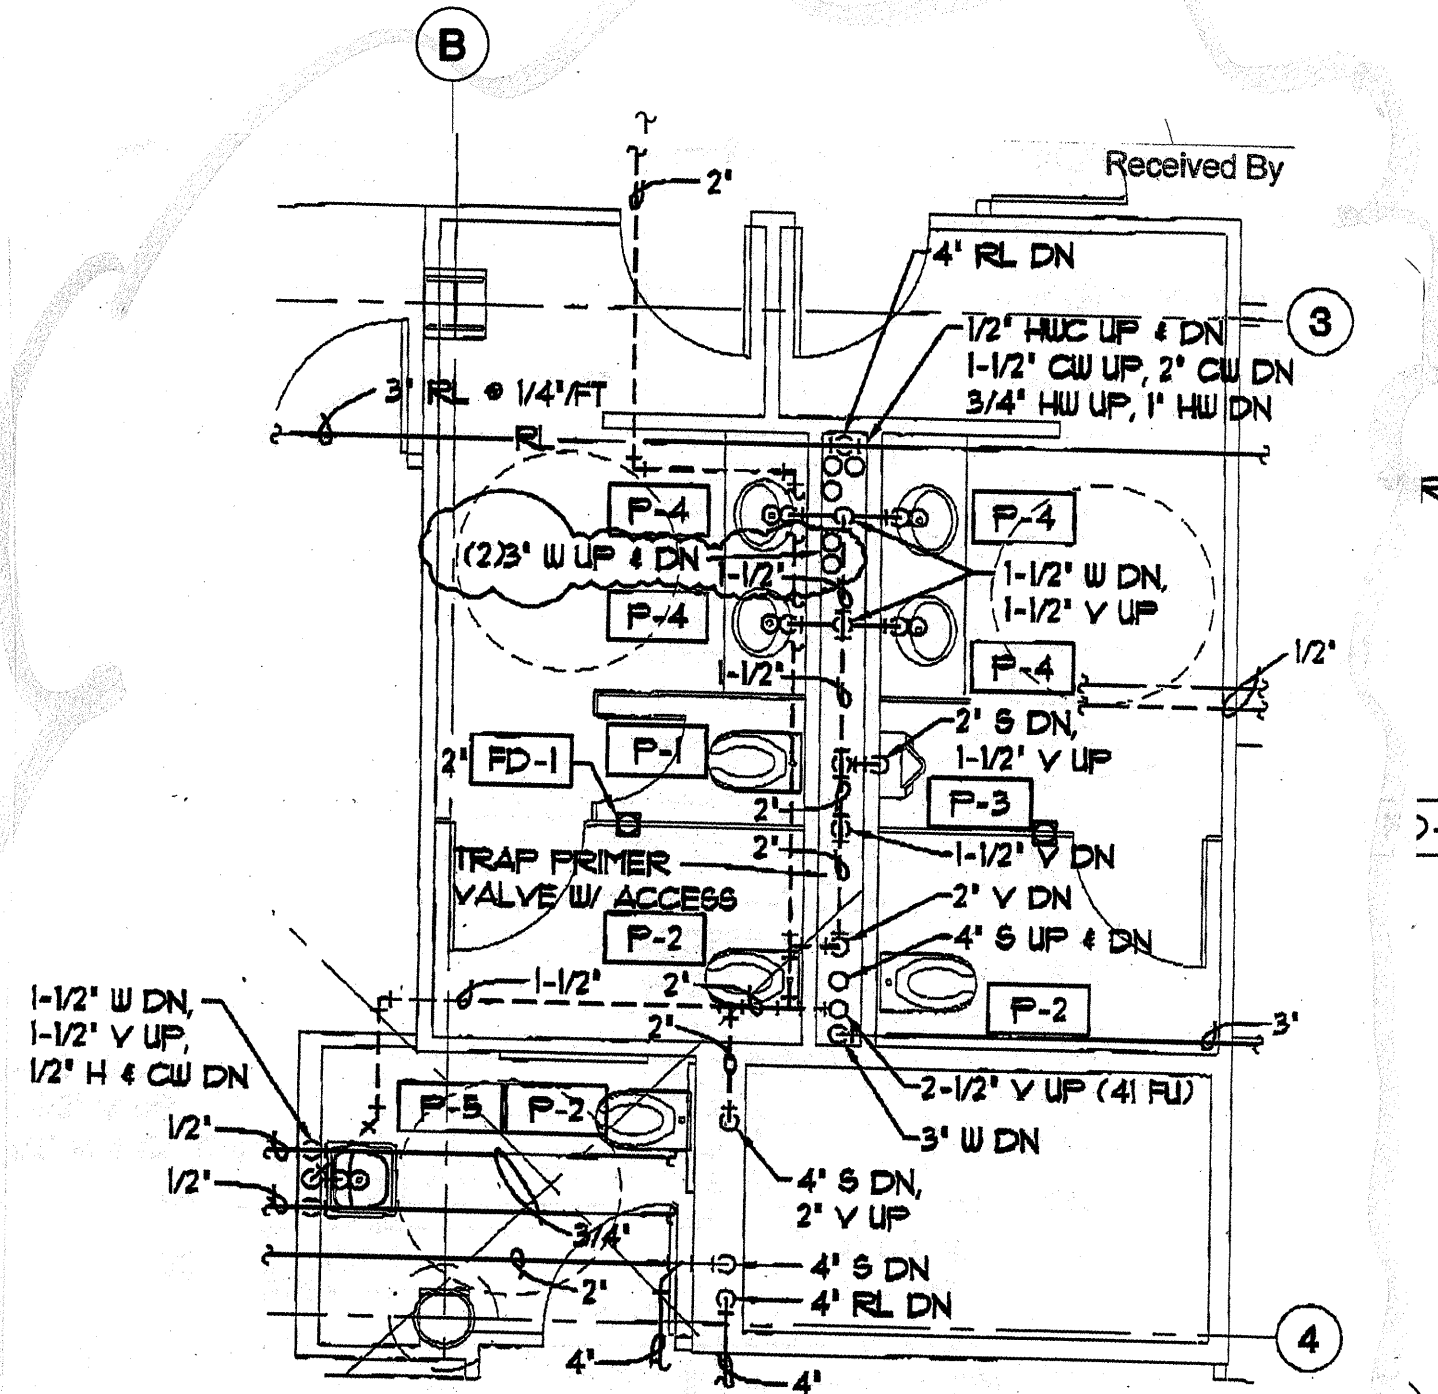 B
2"
Received By
4" RL DN
3
1/2" HWC UP & DN
1-1/2" CW UP, 2" CW DN
3/4" HW UP, 1" HW DN
3" RL @ 1/4"/FT
RL
P-4
P-4
(2)3" W UP & DN
1-1/2"
1-1/2" W DN,
1-1/2" V UP
P-4
P-4
1/2"
1-1/2"
2" S DN,
1-1/2" V UP
2"
FD-1
P-1
P-3
2"
2"
1-1/2" V DN
TRAP PRIMER
VALVE W/ ACCESS
2" V DN
P-2
4" S UP & DN
1-1/2" W DN,
1-1/2" V UP,
1/2" H & CW DN
1-1/2"
2"
P-2
2"
3"
2-1/2" V UP (41 FU)
P-5
P-2
3" W DN
1/2"
1/2"
4" S DN,
2" V UP
3/4"
4" S DN
2"
4" RL DN
4
4"
4"